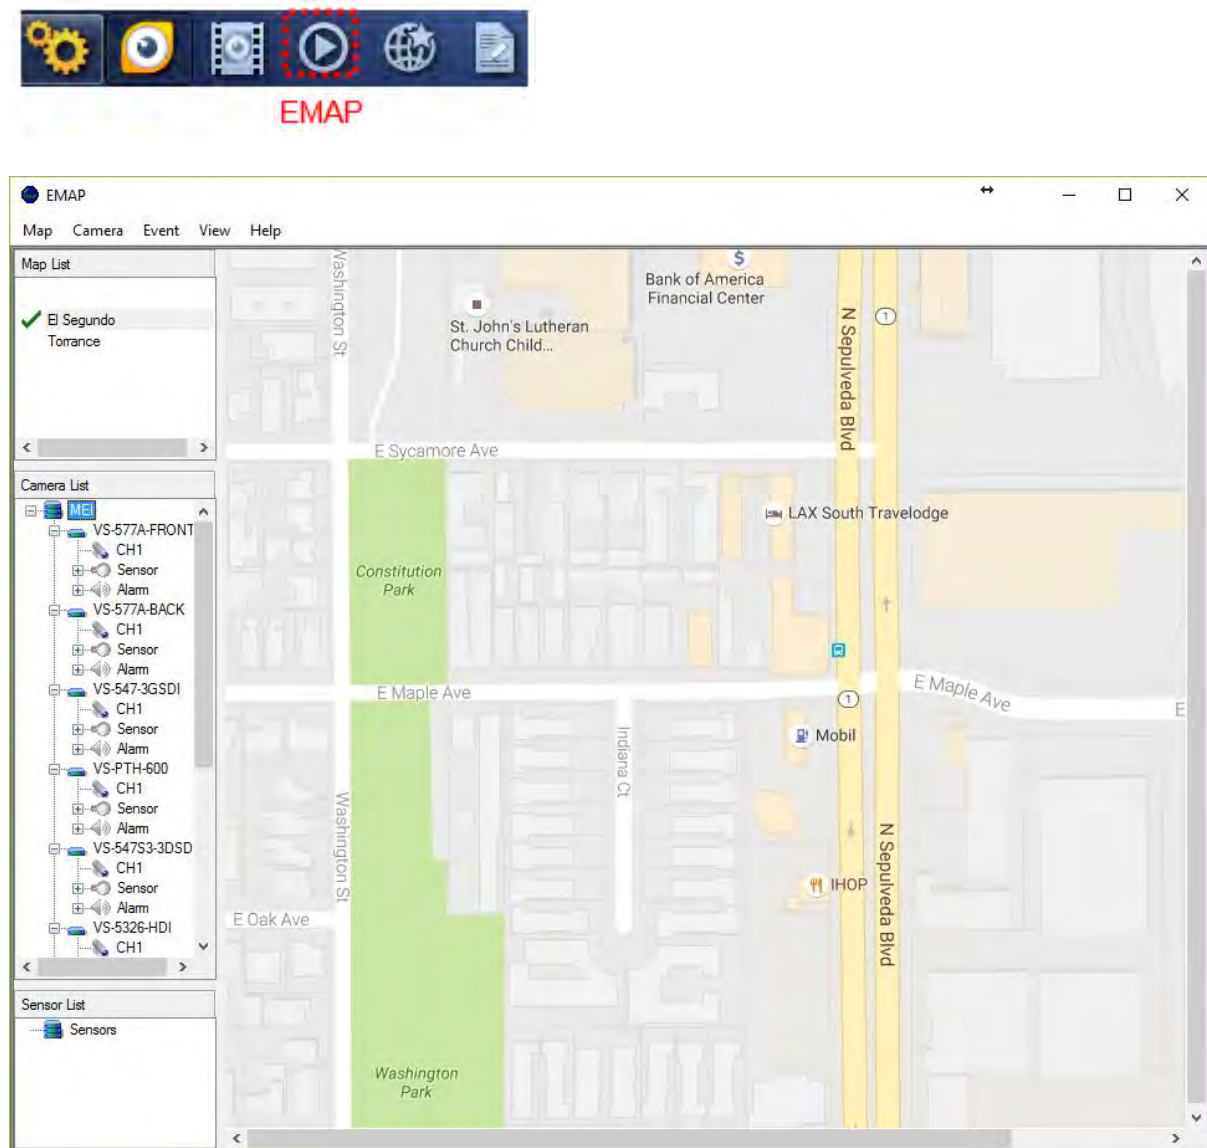 EMAP
EMAP
Map Camera Event View Help
Map List
El Segundo
Torrance
Camera List
MEI
VS-577A-FRONT
CH1
Sensor
Alarm
VS-577A-BACK
CH1
Sensor
Alarm
VS-547-3GSDI
CH1
Sensor
Alarm
VS-PTH-600
CH1
Sensor
Alarm
VS-547S3-3DSD
CH1
Sensor
Alarm
VS-5326-HDI
CH1
Sensor List
Sensors
Washington St
$
Bank of America
Financial Center
St. John's Lutheran
Church Child...
N Sepulveda Blvd
1
E Sycamore Ave
LAX South Travelodge
Constitution
Park
E Maple Ave
E Maple Ave
E
1
Indiana Ct
Mobil
Washington St
N Sepulveda Blvd
IHOP
E Oak Ave
Washington
Park